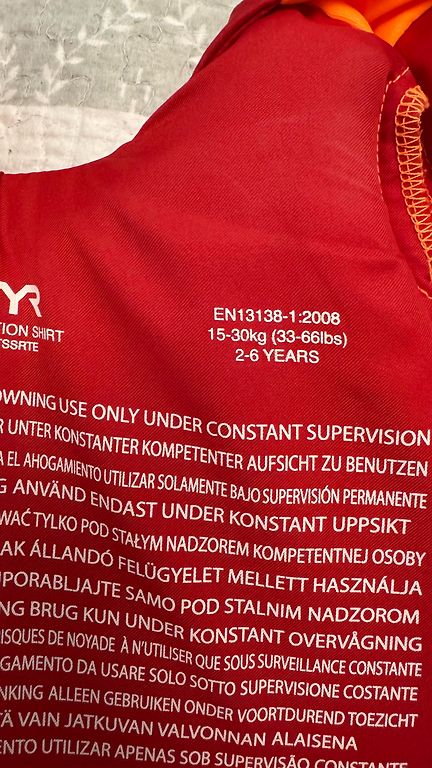 YR
TION SHIRT
TSSRTE
EN13138-1:2008
15-30kg (33-66lbs)
2-6 YEARS
OWNING USE ONLY UNDER CONSTANT SUPERVISION
R UNTER KONSTANTER KOMPETENTER AUFSICHT ZU BENUTZEN
A EL AHOGAMIENTO UTILIZAR SOLAMENTE BAJO SUPERVISIÓN PERMANENTE
G ANVÄND ENDAST UNDER KONSTANT UPPSIKT
WAĆ TYLKO POD STAŁYM NADZOREM KOMPETENTNEJ OSOBY
AK ÁLLANDÓ FELÜGYELET MELLETT HASZNÁLJA
UPORABLJAJTE SAMO POD STALNIM NADZOROM
NG BRUG KUN UNDER KONSTANT OVERVÅGNING
RISQUES DE NOYADE À N'UTILISER QUE SOUS SURVEILLANCE CONSTANTE
GAMENTO DA USARE SOLO SOTTO SUPERVISIONE COSTANTE
NKING ALLEEN GEBRUIKEN ONDER VOORTDUREND TOEZICHT
TÄ VAIN JATKUVAN VALVONNAN ALAISENA
ENTO UTILIZAR APENAS SOB SUPERVISÃO CONSTANTE